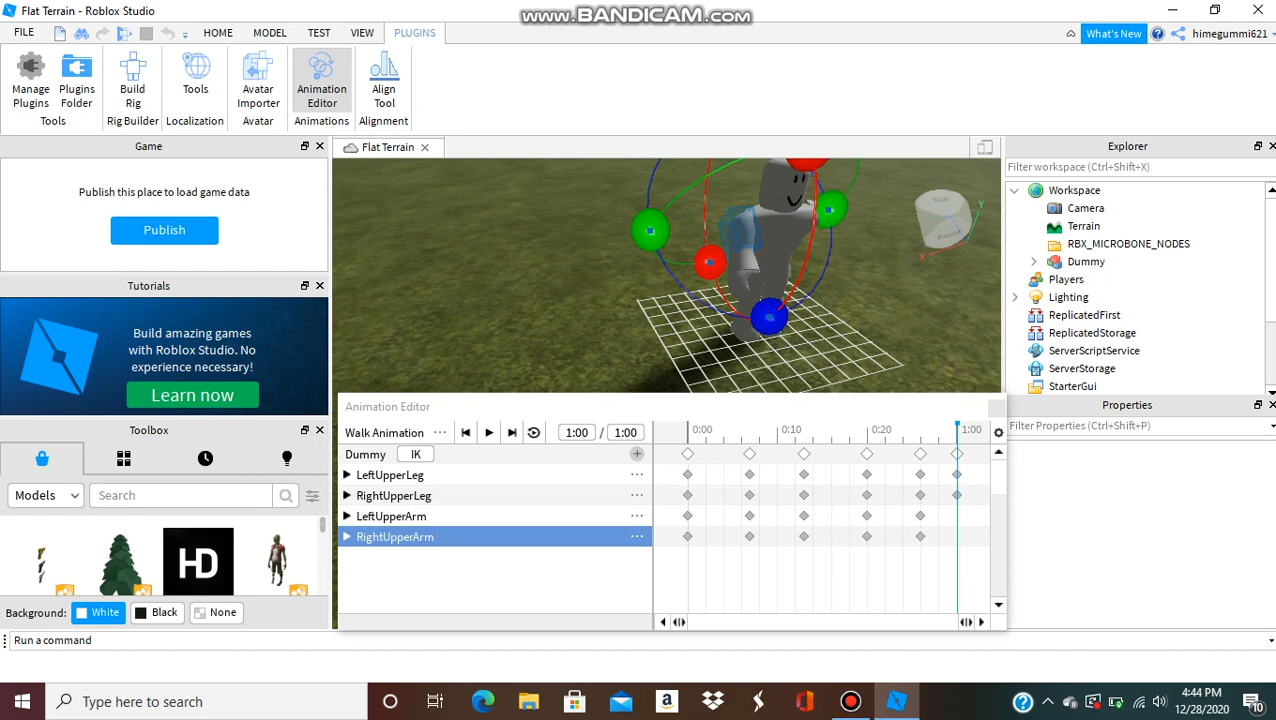 Flat Terrain - Roblox Studio
www.BANDICAM.com
FILE HOME MODEL TEST VIEW PLUGINS
What's New
himegummi621
Manage Plugins
Plugins Folder
Tools
Build Rig
Rig Builder
Tools
Localization
Avatar Importer
Avatar
Animation Editor
Animations
Align Tool
Alignment
Game
Publish this place to load game data
Publish
Tutorials
Build amazing games
with Roblox Studio. No
experience necessary!
Learn now
Toolbox
Models
Search
HD
Background: White Black None
Run a command
Flat Terrain
Y
X
Animation Editor
Walk Animation
1:00 / 1:00
0:00 0:10 0:20 1:00
Dummy IK
LeftUpperLeg
RightUpperLeg
LeftUpperArm
RightUpperArm
Explorer
Filter workspace (Ctrl+Shift+X)
Workspace
Camera
Terrain
RBX_MICROBONE_NODES
Dummy
Players
Lighting
ReplicatedFirst
ReplicatedStorage
ServerScriptService
ServerStorage
StarterGui
Properties
Filter Properties (Ctrl+Shift+P)
Type here to search
4:44 PM
12/28/2020
10